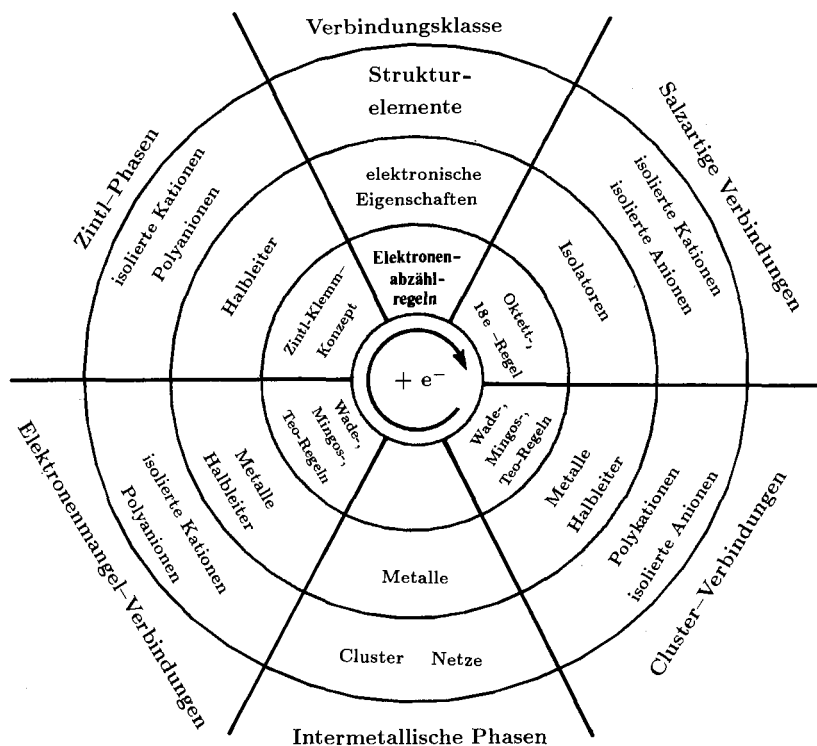 Verbindungsklasse
Struktur-
elemente
elektronische
Eigenschaften
Elektronen-
abzähl-
regeln
Salzartige Verbindungen
isolierte Kationen
isolierte Anionen
Isolatoren
Oktett-,
18e -Regel
Cluster-Verbindungen
Polykationen
isolierte Anionen
Metalle
Halbleiter
Wade-,
Mingos-,
Teo-Regeln
Intermetallische Phasen
Cluster Netze
Metalle
Elektronenmangel-Verbindungen
isolierte Kationen
Polyanionen
Metalle
Halbleiter
Wade-,
Mingos-,
Teo-Regeln
Zintl-Phasen
isolierte Kationen
Polyanionen
Halbleiter
Zintl-Klemm-
Konzept
+ e⁻